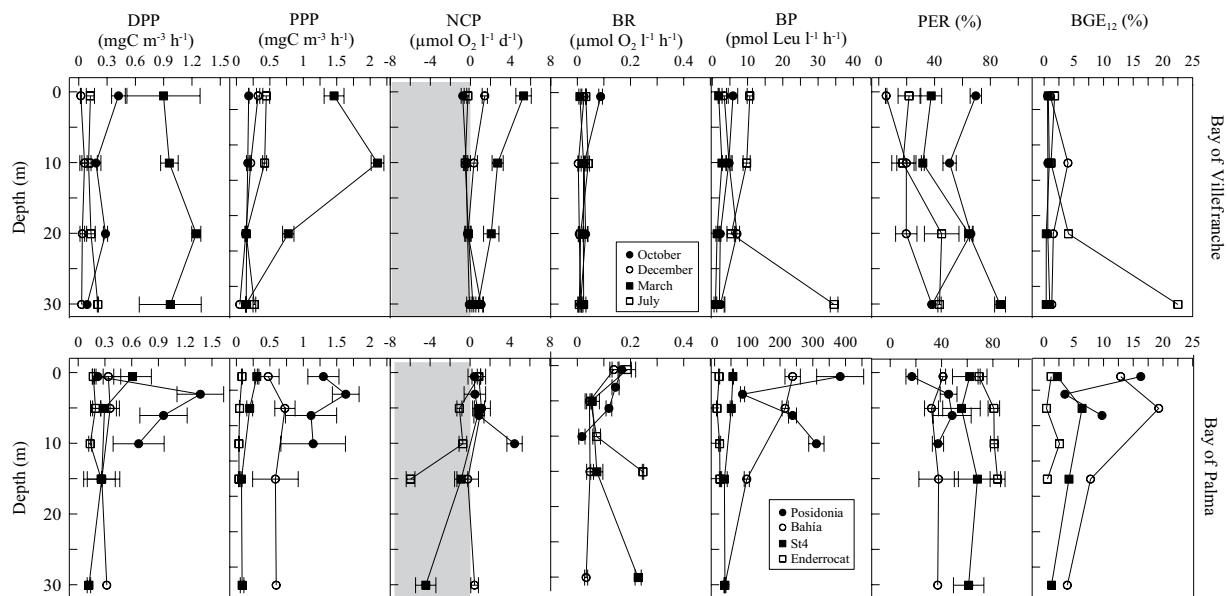 DPP PPP NCP BR BP PER (%) BGE₁₂ (%)
(mgC m⁻³ h⁻¹) (mgC m⁻³ h⁻¹) (µmol O₂ l⁻¹ d⁻¹) (µmol O₂ l⁻¹ h⁻¹) (pmol Leu l⁻¹ h⁻¹)
0 0.3 0.6 0.9 1.2 1.5 0 0.5 1 1.5 2 -8 -4 0 4 8 0 0.2 0.4 0 10 20 30 40 0 40 80 0 5 10 15 20 25
0
10
20
30
Depth (m)
October
December
March
July
Bay of Villefranche
0 0.3 0.6 0.9 1.2 1.5 0 0.5 1 1.5 2 -8 -4 0 4 8 0 0.2 0.4 0 100 200 300 400 0 40 80 0 5 10 15 20 25
0
5
10
15
20
30
Depth (m)
Posidonia
Bahía
St4
Enderrocat
Bay of Palma